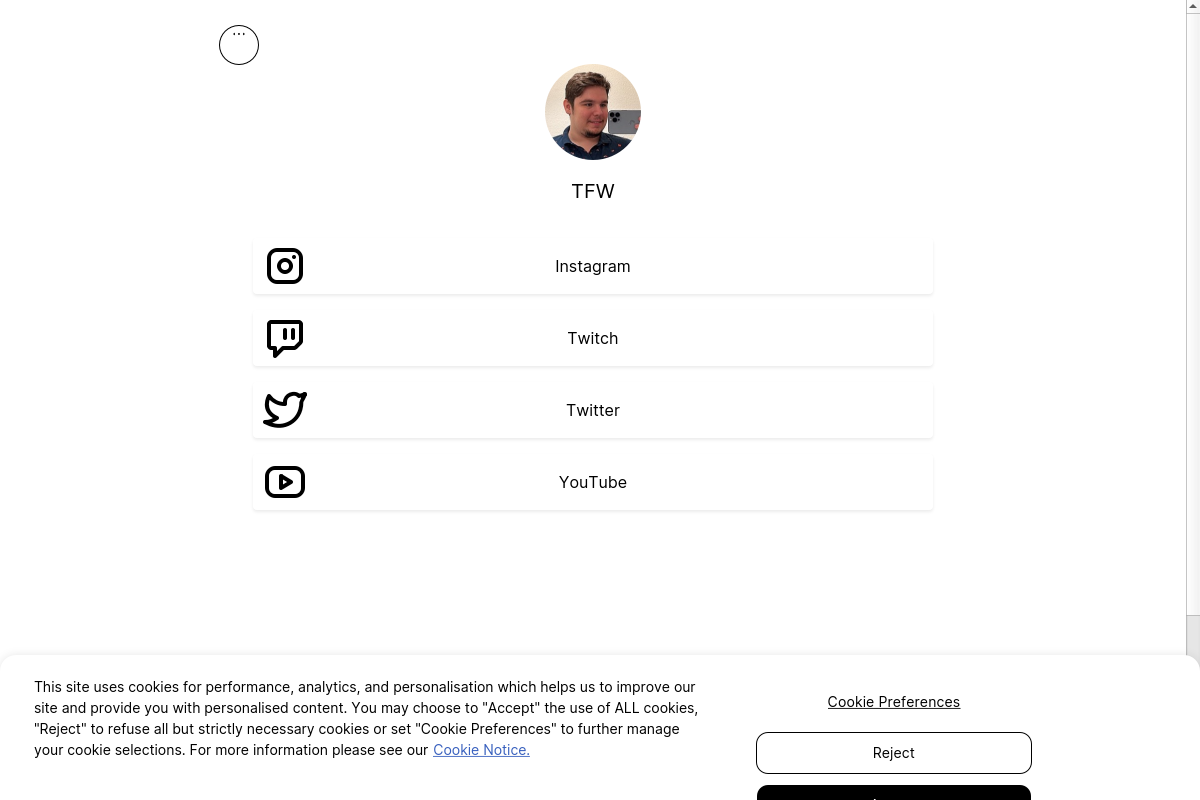 TFW
Instagram
Twitch
Twitter
YouTube
This site uses cookies for performance, analytics, and personalisation which helps us to improve our
site and provide you with personalised content. You may choose to "Accept" the use of ALL cookies,
"Reject" to refuse all but strictly necessary cookies or set "Cookie Preferences" to further manage
your cookie selections. For more information please see our Cookie Notice.
Cookie Preferences
Reject